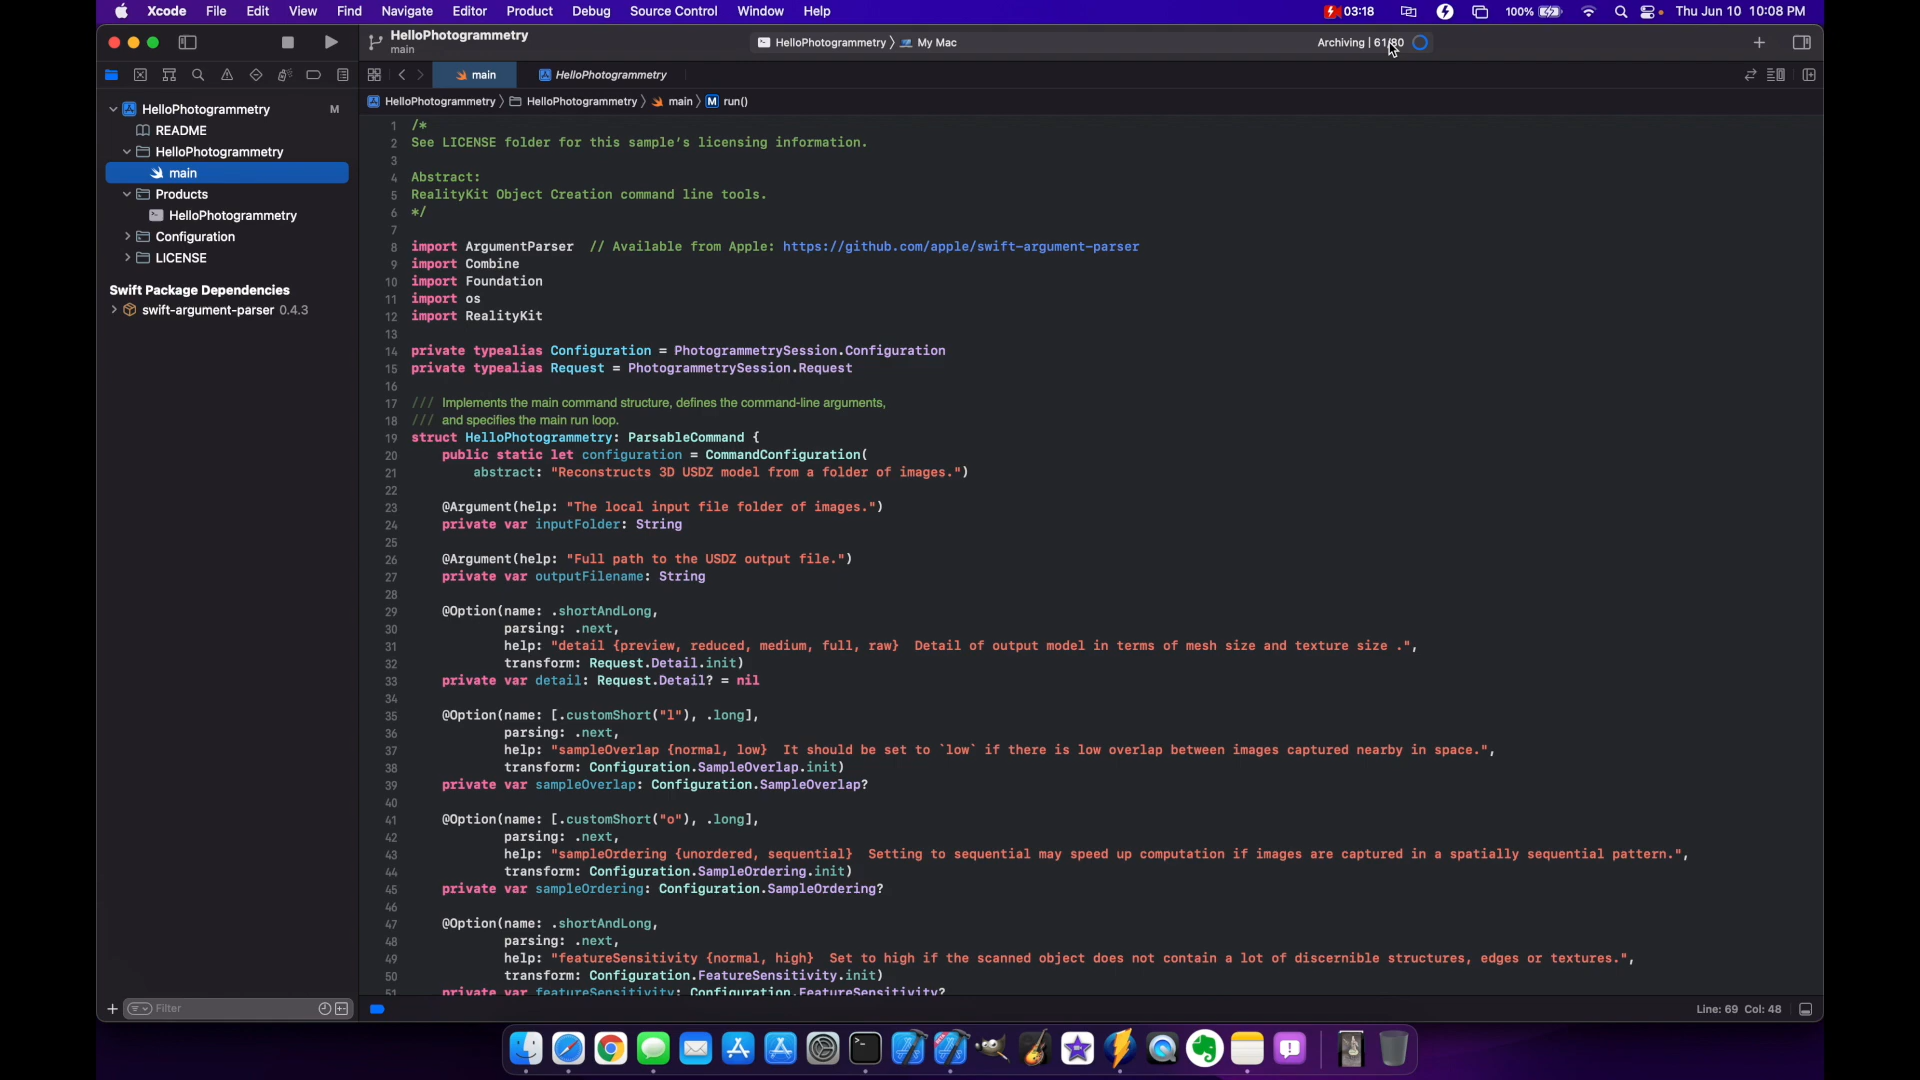 Xcode File Edit View Find Navigate Editor Product Debug Source Control Window Help 03:18 100% Thu Jun 10 10:08 PM
HelloPhotogrammetry
main
HelloPhotogrammetry My Mac
Archiving | 61/80
main HelloPhotogrammetry
HelloPhotogrammetry HelloPhotogrammetry main M run()
HelloPhotogrammetry M
README
HelloPhotogrammetry
main
Products
HelloPhotogrammetry
Configuration
LICENSE
Swift Package Dependencies
swift-argument-parser 0.4.3
1 /*
2 See LICENSE folder for this sample’s licensing information.
3
4 Abstract:
5 RealityKit Object Creation command line tools.
6 */
7
8 import ArgumentParser // Available from Apple: https://github.com/apple/swift-argument-parser
9 import Combine
10 import Foundation
11 import os
12 import RealityKit
13
14 private typealias Configuration = PhotogrammetrySession.Configuration
15 private typealias Request = PhotogrammetrySession.Request
16
17 /// Implements the main command structure, defines the command-line arguments,
18 /// and specifies the main run loop.
19 struct HelloPhotogrammetry: ParsableCommand {
20 public static let configuration = CommandConfiguration(
21 abstract: "Reconstructs 3D USDZ model from a folder of images.")
22
23 @Argument(help: "The local input file folder of images.")
24 private var inputFolder: String
25
26 @Argument(help: "Full path to the USDZ output file.")
27 private var outputFilename: String
28
29 @Option(name: .shortAndLong,
30 parsing: .next,
31 help: "detail {preview, reduced, medium, full, raw} Detail of output model in terms of mesh size and texture size .",
32 transform: Request.Detail.init)
33 private var detail: Request.Detail? = nil
34
35 @Option(name: [.customShort("l"), .long],
36 parsing: .next,
37 help: "sampleOverlap {normal, low} It should be set to `low` if there is low overlap between images captured nearby in space.",
38 transform: Configuration.SampleOverlap.init)
39 private var sampleOverlap: Configuration.SampleOverlap?
40
41 @Option(name: [.customShort("o"), .long],
42 parsing: .next,
43 help: "sampleOrdering {unordered, sequential} Setting to sequential may speed up computation if images are captured in a spatially sequential pattern.",
44 transform: Configuration.SampleOrdering.init)
45 private var sampleOrdering: Configuration.SampleOrdering?
46
47 @Option(name: .shortAndLong,
48 parsing: .next,
49 help: "featureSensitivity {normal, high} Set to high if the scanned object does not contain a lot of discernible structures, edges or textures.",
50 transform: Configuration.FeatureSensitivity.init)
51 private var featureSensitivity: Configuration.FeatureSensitivity?
Filter
Line: 69 Col: 48